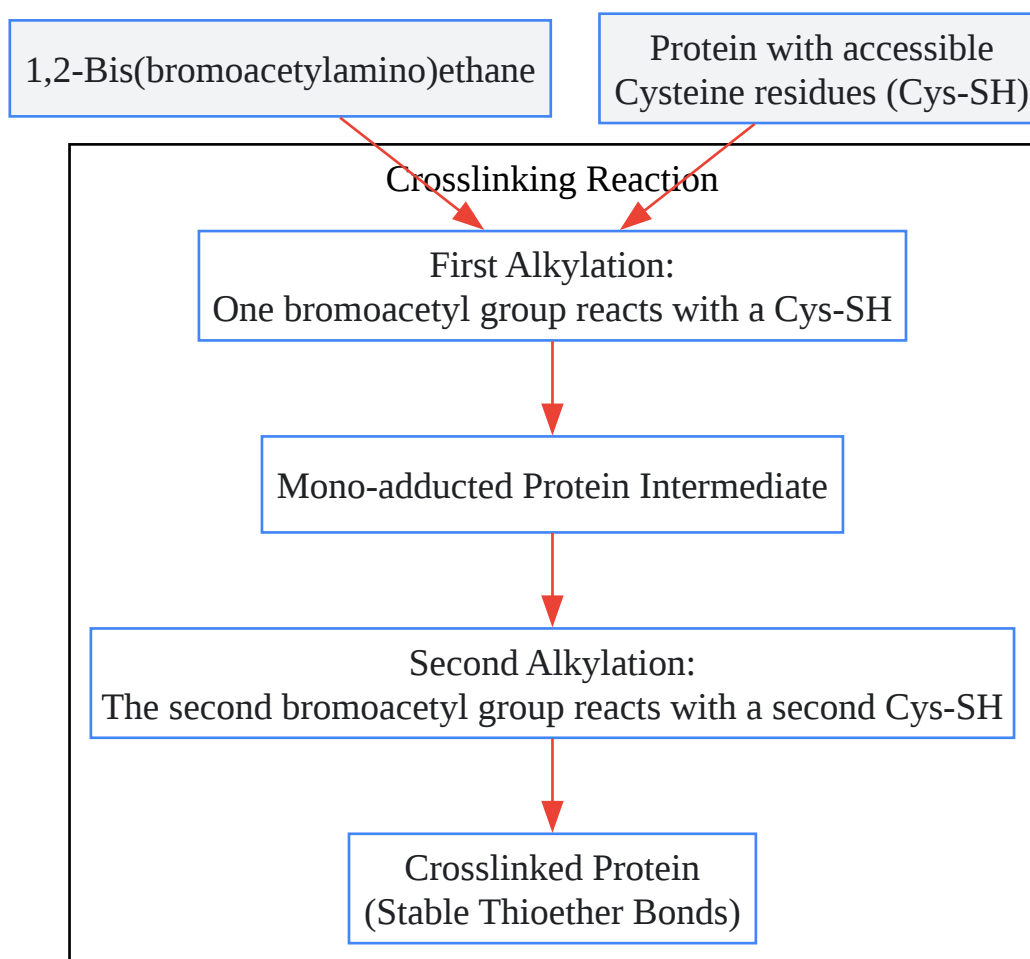 1,2-Bis(bromoacetylamino)ethane
Protein with accessible
Cysteine residues (Cys-SH)
Crosslinking Reaction
First Alkylation:
One bromoacetyl group reacts with a Cys-SH
Mono-adducted Protein Intermediate
Second Alkylation:
The second bromoacetyl group reacts with a second Cys-SH
Crosslinked Protein
(Stable Thioether Bonds)